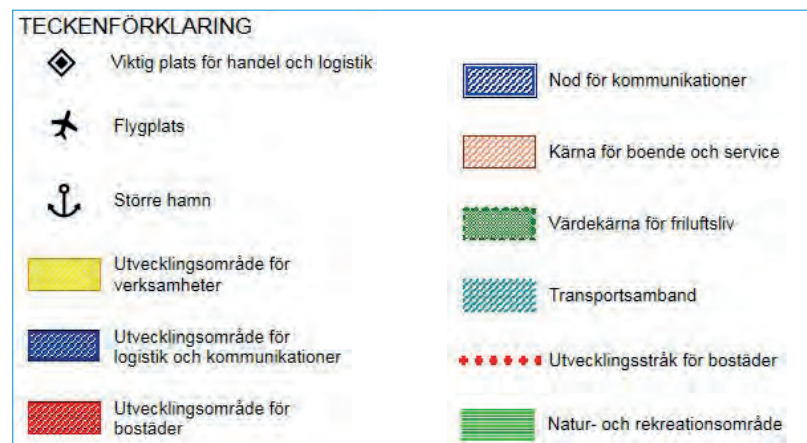 TECKENFÖRKLARING
Viktig plats för handel och logistik
Flygplats
Större hamn
Utvecklingsområde för
verksamheter
Utvecklingsområde för
logistik och kommunikationer
Utvecklingsområde för
bostäder
Nod för kommunikationer
Kärna för boende och service
Värdekärna för friluftsliv
Transportsamband
Utvecklingsstråk för bostäder
Natur- och rekreationsområde